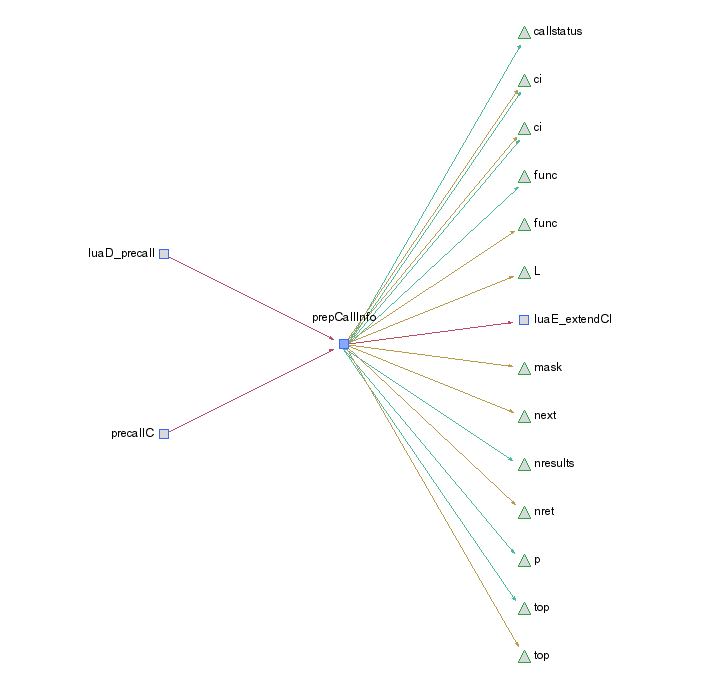 callstatus
ci
ci
func
func
luaD_precall
L
prepCallInfo
luaE_extendCI
mask
next
precallC
nresults
nret
p
top
top